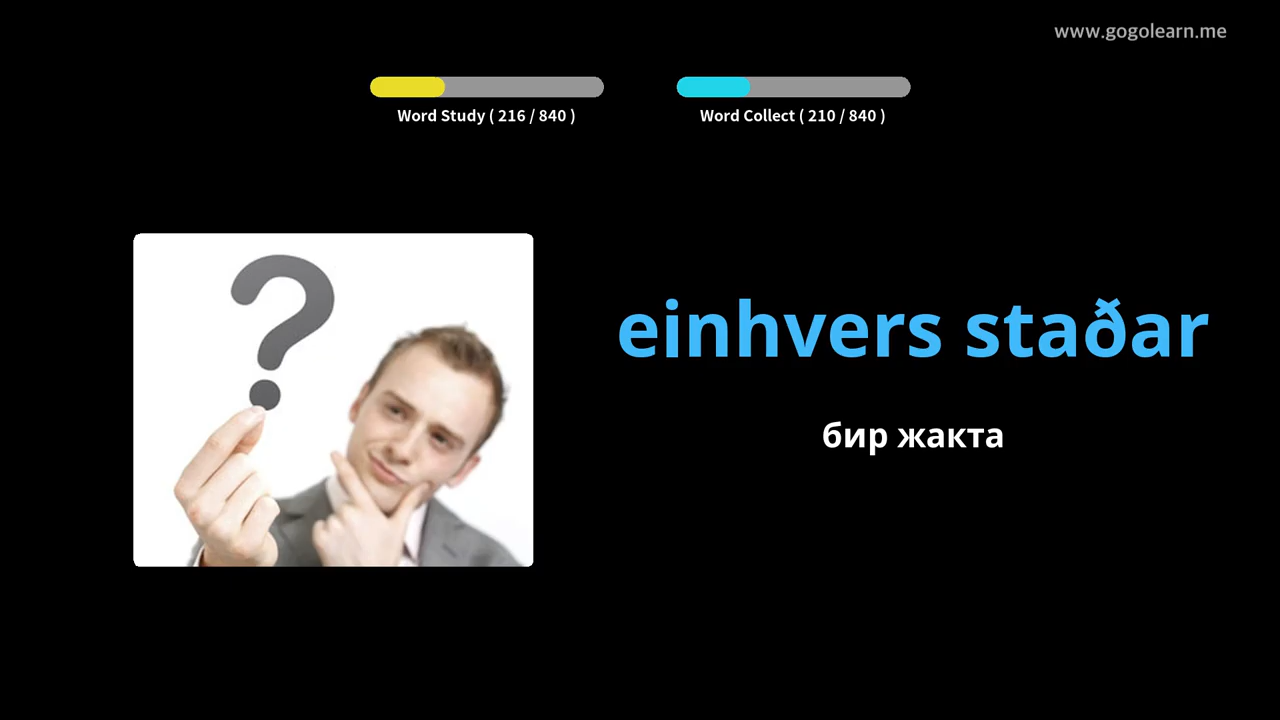 www.gogolearn.me
Word Study ( 216 / 840 )
Word Collect ( 210 / 840 )
einhvers staðar
бир жакта